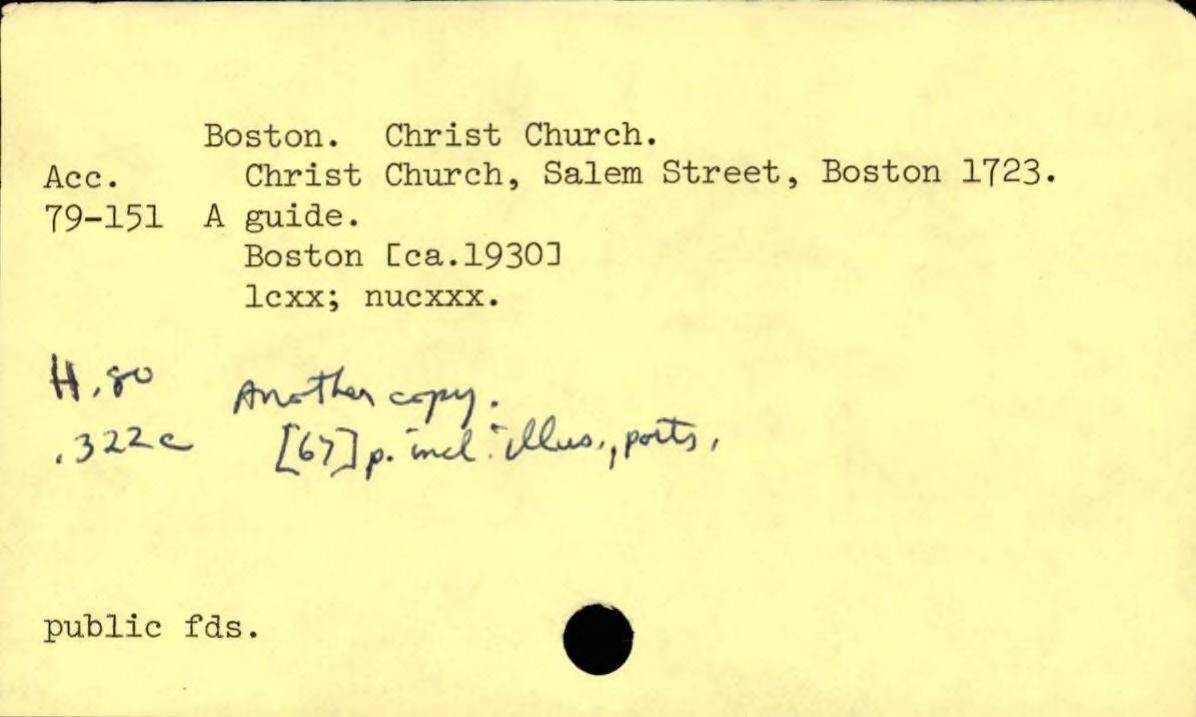 Boston. Christ Church.
Acc. Christ Church, Salem Street, Boston 1723.
79-151 A guide.
Boston [ca.1930]
lcxx; nucxxx.
H.80 Another copy.
.322c [67] p. incl. illus., ports.
public fds.